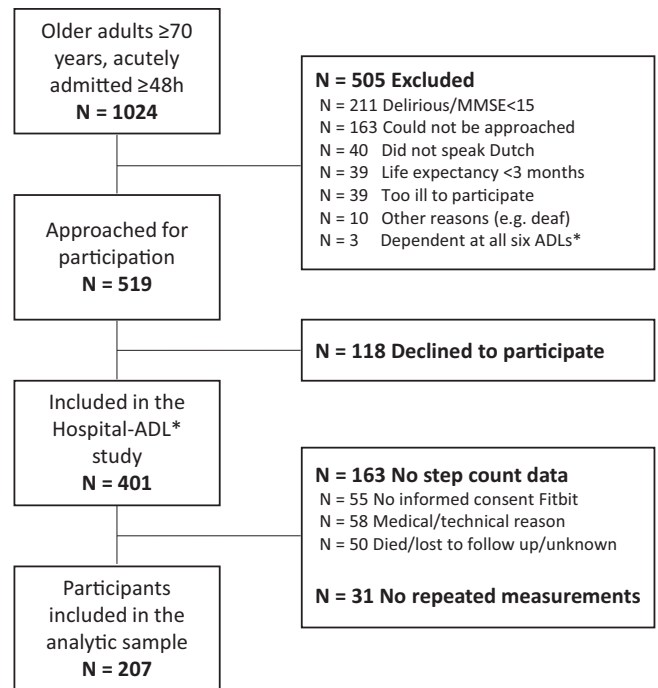 Older adults ≥70
years, acutely
admitted ≥48h
N = 1024
N = 505 Excluded
N = 211 Delirious/MMSE<15
N = 163 Could not be approached
N = 40 Did not speak Dutch
N = 39 Life expectancy <3 months
N = 39 Too ill to participate
N = 10 Other reasons (e.g. deaf)
N = 3 Dependent at all six ADLs*
Approached for
participation
N = 519
N = 118 Declined to participate
Included in the
Hospital-ADL*
study
N = 401
N = 163 No step count data
N = 55 No informed consent Fitbit
N = 58 Medical/technical reason
N = 50 Died/lost to follow up/unknown
N = 31 No repeated measurements
Participants
included in the
analytic sample
N = 207